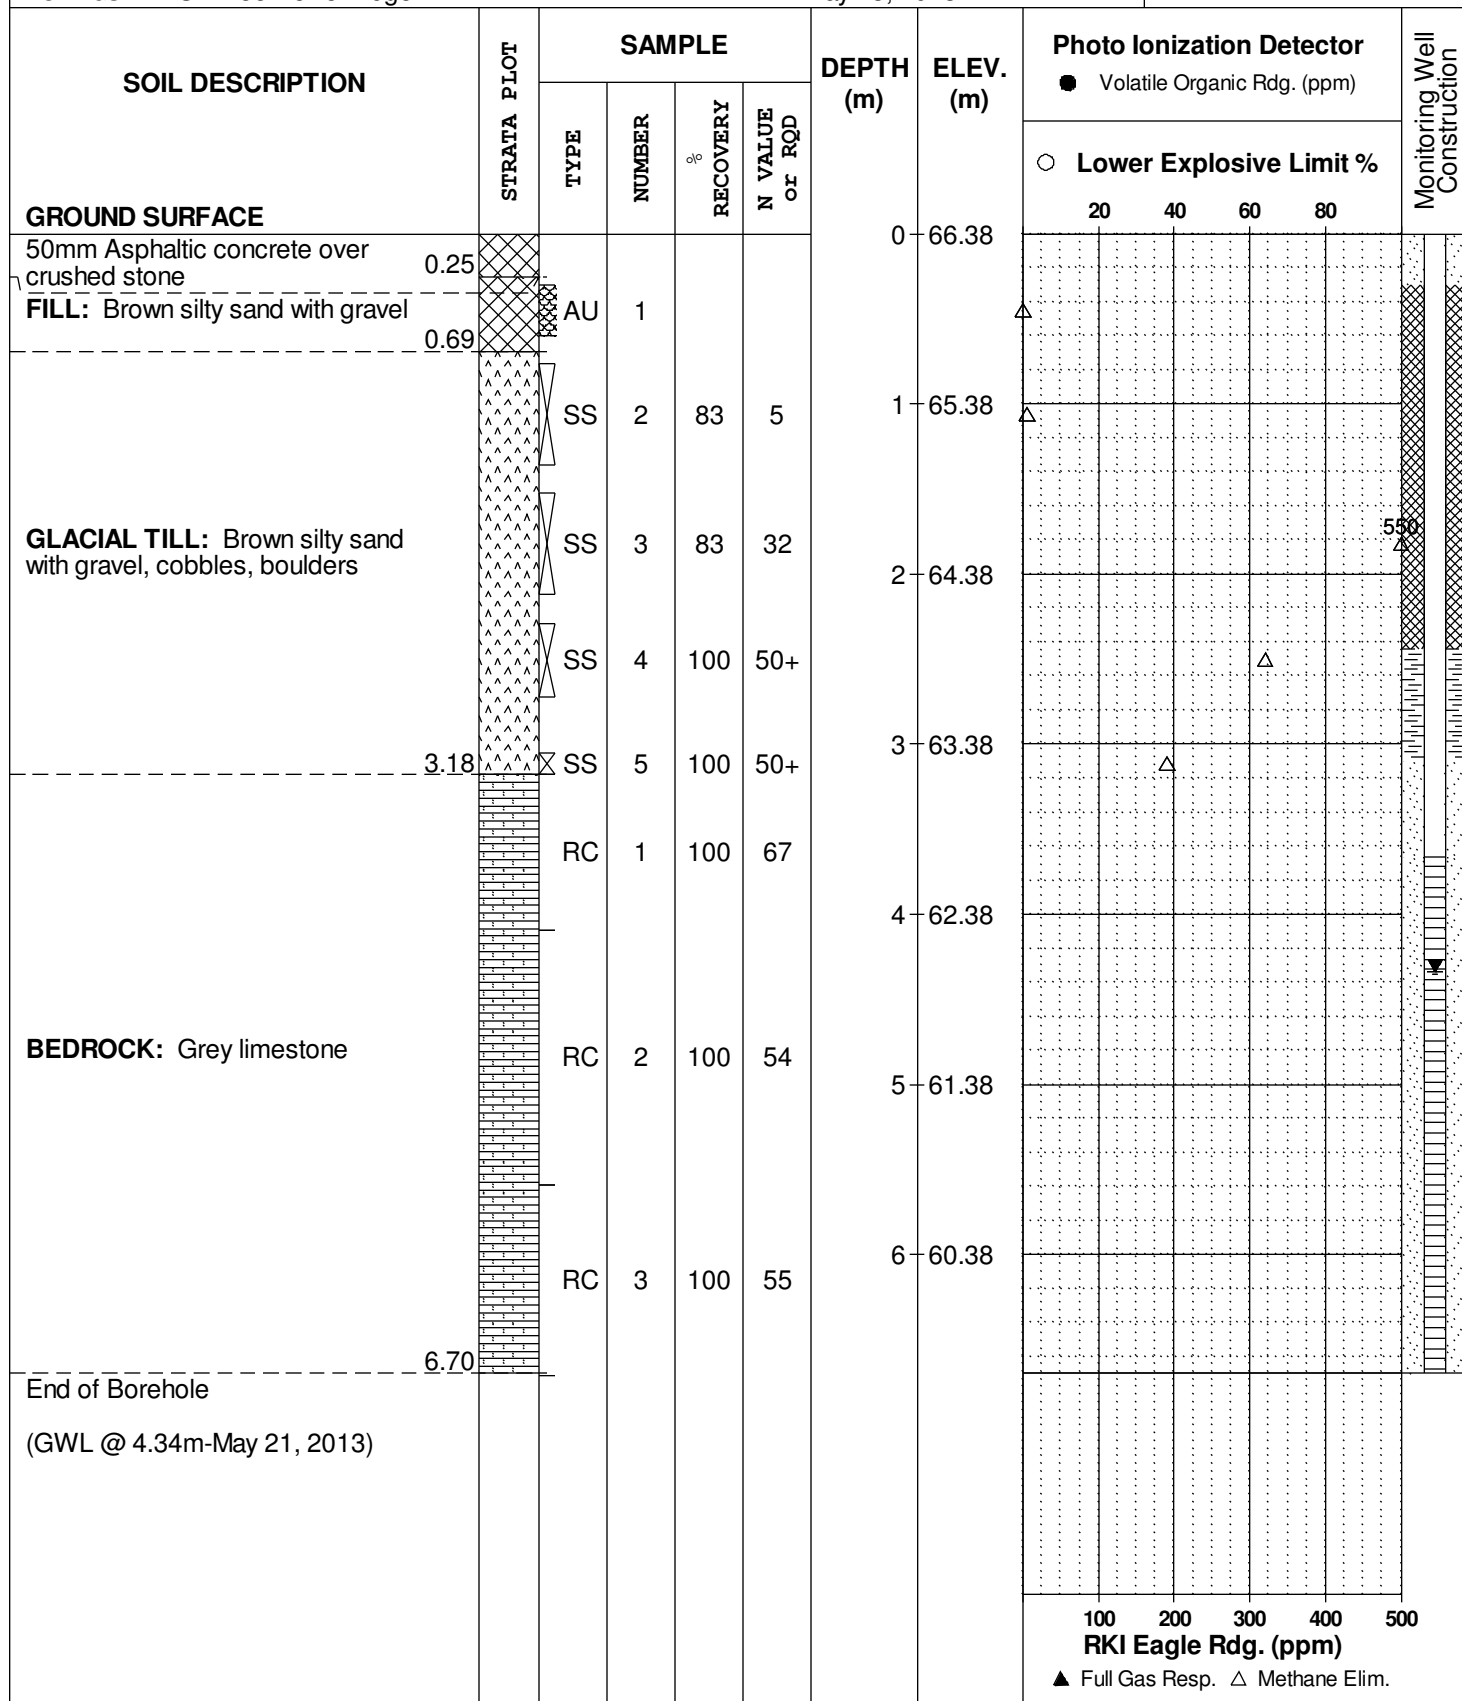 SOIL DESCRIPTION
STRATA PLOT
SAMPLE
TYPE
NUMBER
%
RECOVERY
N VALUE
or RQD
DEPTH
(m)
ELEV.
(m)
Photo Ionization Detector
● Volatile Organic Rdg. (ppm)
○ Lower Explosive Limit %
20 40 60 80
Monitoring Well
Construction
GROUND SURFACE
0 66.38
50mm Asphaltic concrete over
crushed stone
0.25
FILL: Brown silty sand with gravel
0.69
AU 1
SS 2 83 5
1 65.38
GLACIAL TILL: Brown silty sand
with gravel, cobbles, boulders
SS 3 83 32
550
2 64.38
SS 4 100 50+
3 63.38
3.18
SS 5 100 50+
RC 1 100 67
4 62.38
BEDROCK: Grey limestone
RC 2 100 54
5 61.38
6 60.38
RC 3 100 55
6.70
End of Borehole
(GWL @ 4.34m-May 21, 2013)
100 200 300 400 500
RKI Eagle Rdg. (ppm)
▲ Full Gas Resp. △ Methane Elim.